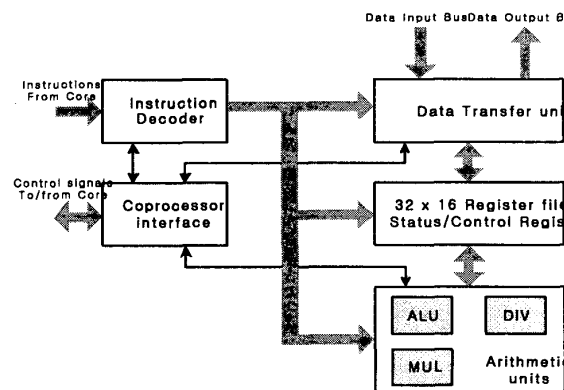 Data Input Bus Data Output B
Instructions
From Core
Instruction
Decoder
Data Transfer uni
Control signals
To/from Core
Coprocessor
interface
32 x 16 Register file
Status/Control Regis
ALU
DIV
MUL
Arithmetic
units